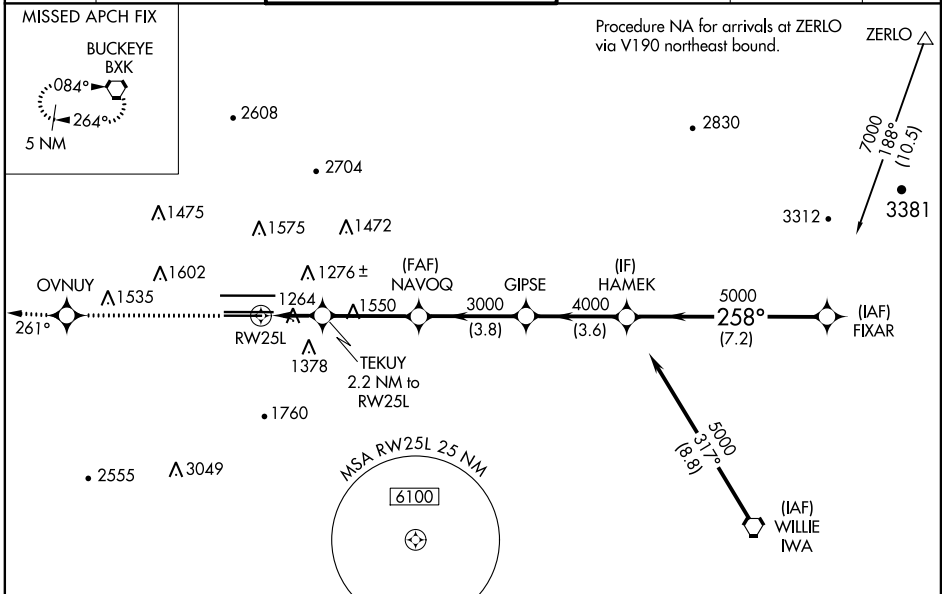 MISSED APCH FIX
BUCKEYE
BXK
084°
264°
5 NM
Procedure NA for arrivals at ZERLO
via V190 northeast bound.
ZERLO
7000
188°
(10.5)
2608
2830
2704
3381
3312
1475
1575
1472
1602
1276 ±
(FAF)
NAVOQ
GIPSE
(IF)
HAMEK
OVNUY
1535
1264
1550
3000
(3.8)
4000
(3.6)
5000
258°
(7.2)
(IAF)
FIXAR
261°
RW25L
1378
TEKUY
2.2 NM to
RW25L
1760
5000
317°
(8.8)
2555
3049
MSA RW25L 25 NM
6100
(IAF)
WILLIE
IWA